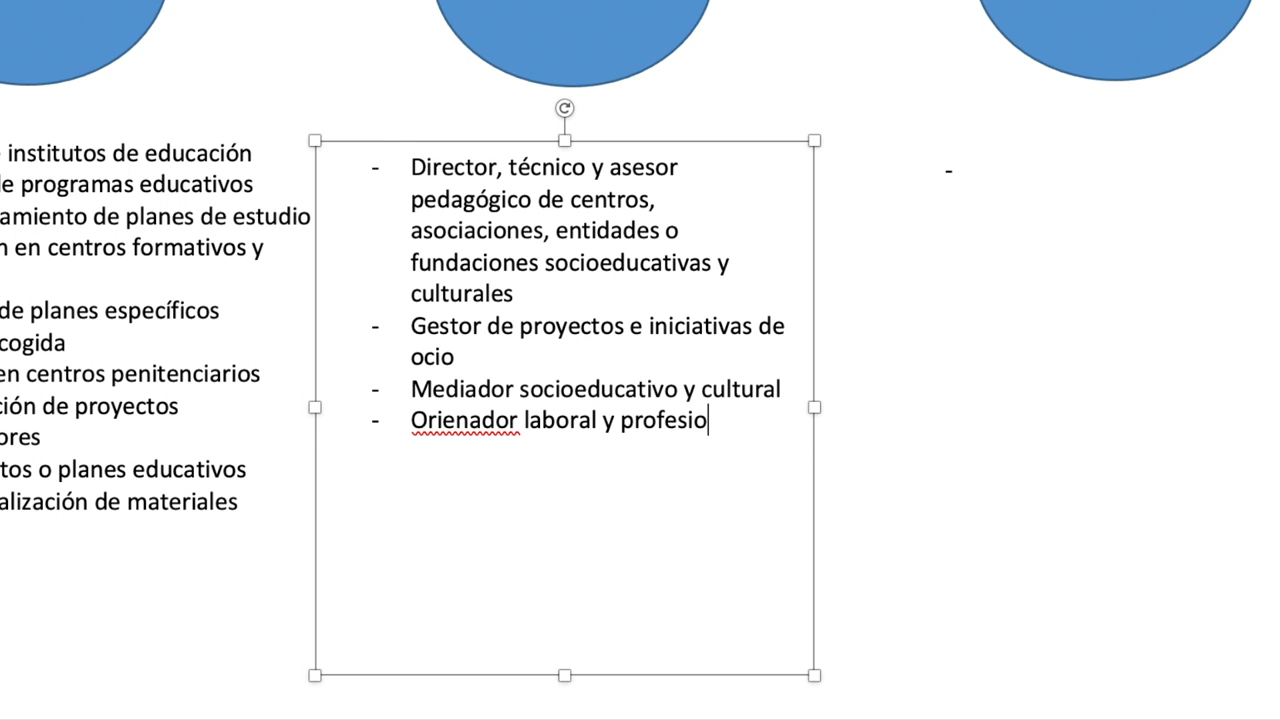 institutos de educación
de programas educativos
amiento de planes de estudio
n en centros formativos y
de planes específicos
cogida
en centros penitenciarios
ción de proyectos
ores
tos o planes educativos
alización de materiales
- Director, técnico y asesor
pedagógico de centros,
asociaciones, entidades o
fundaciones socioeducativas y
culturales
- Gestor de proyectos e iniciativas de
ocio
- Mediador socioeducativo y cultural
- Orienador laboral y profesio
-